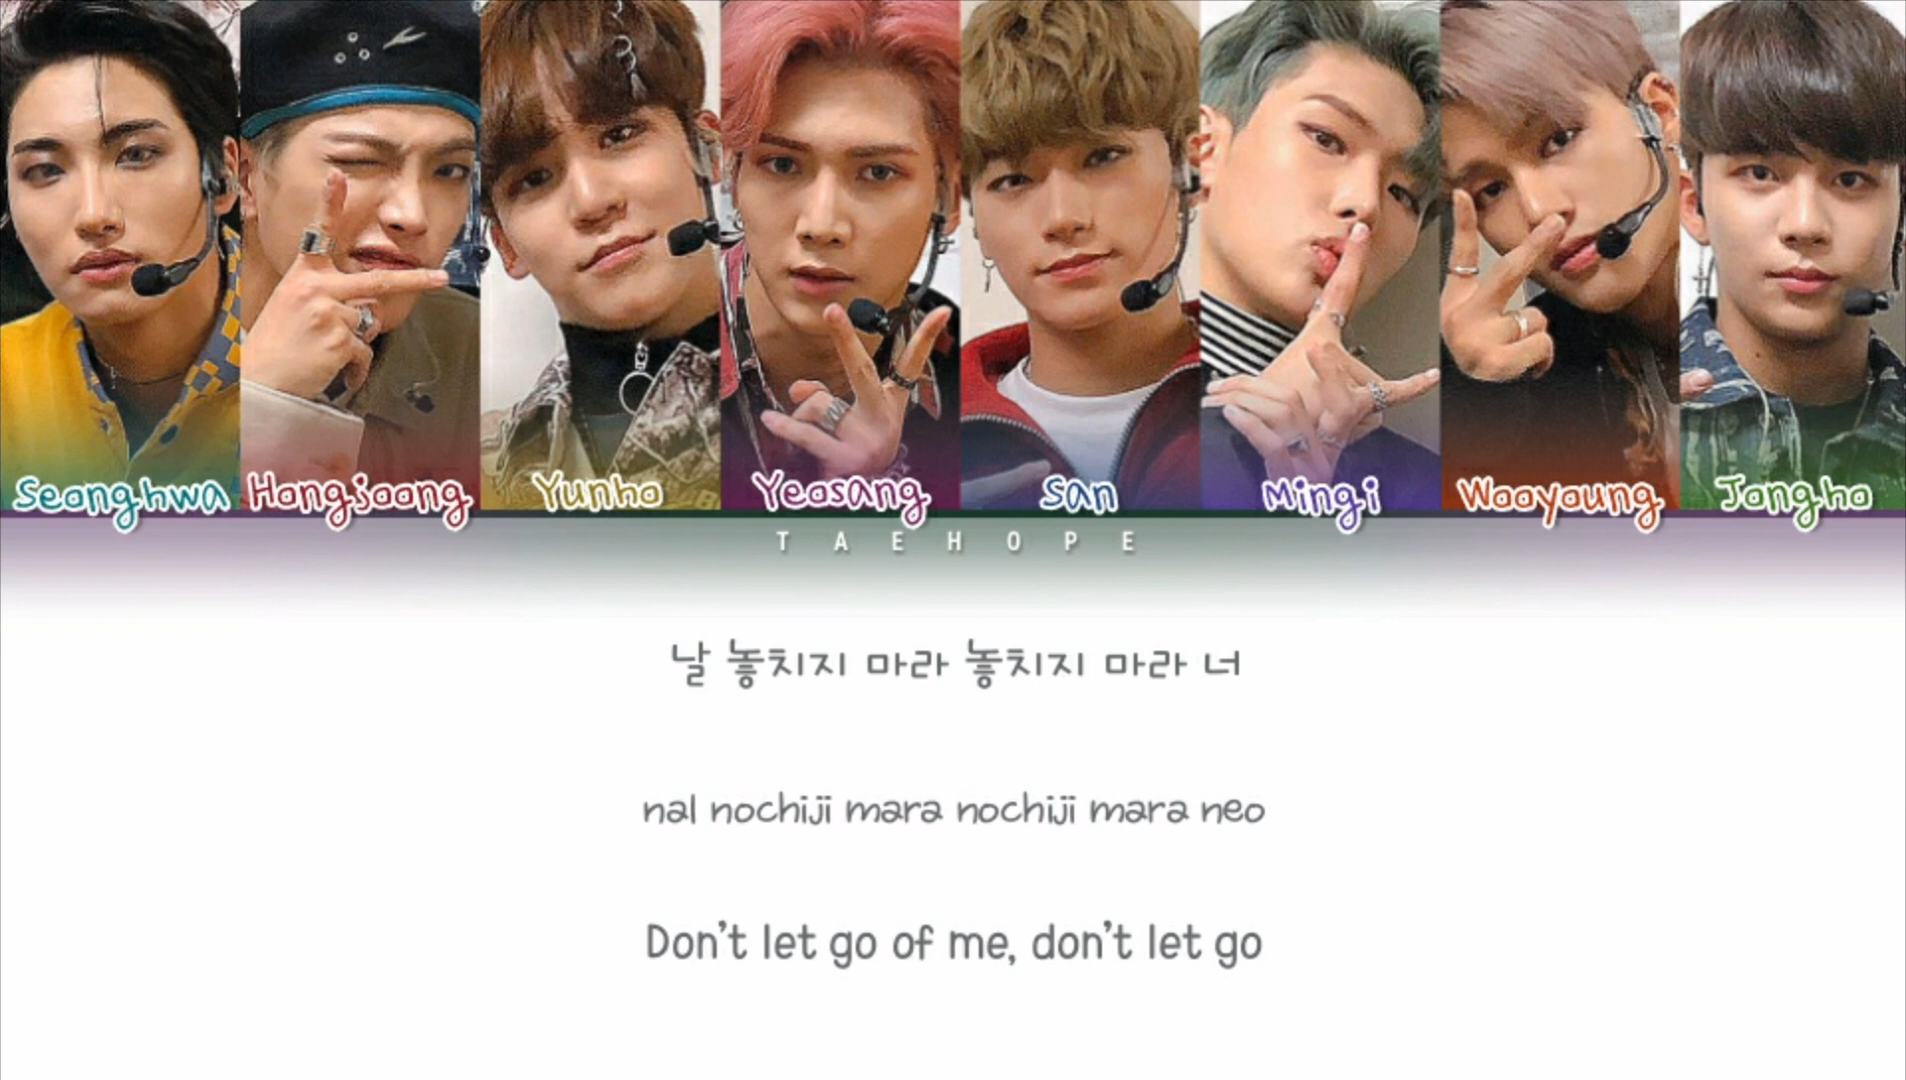 Seonghwa Hongjoong Yunho Yeosang San Mingi Wooyoung Jongho
TAEHOPE
날 놓치지 마라 놓치지 마라 너
nal nochiji mara nochiji mara neo
Don't let go of me, don't let go